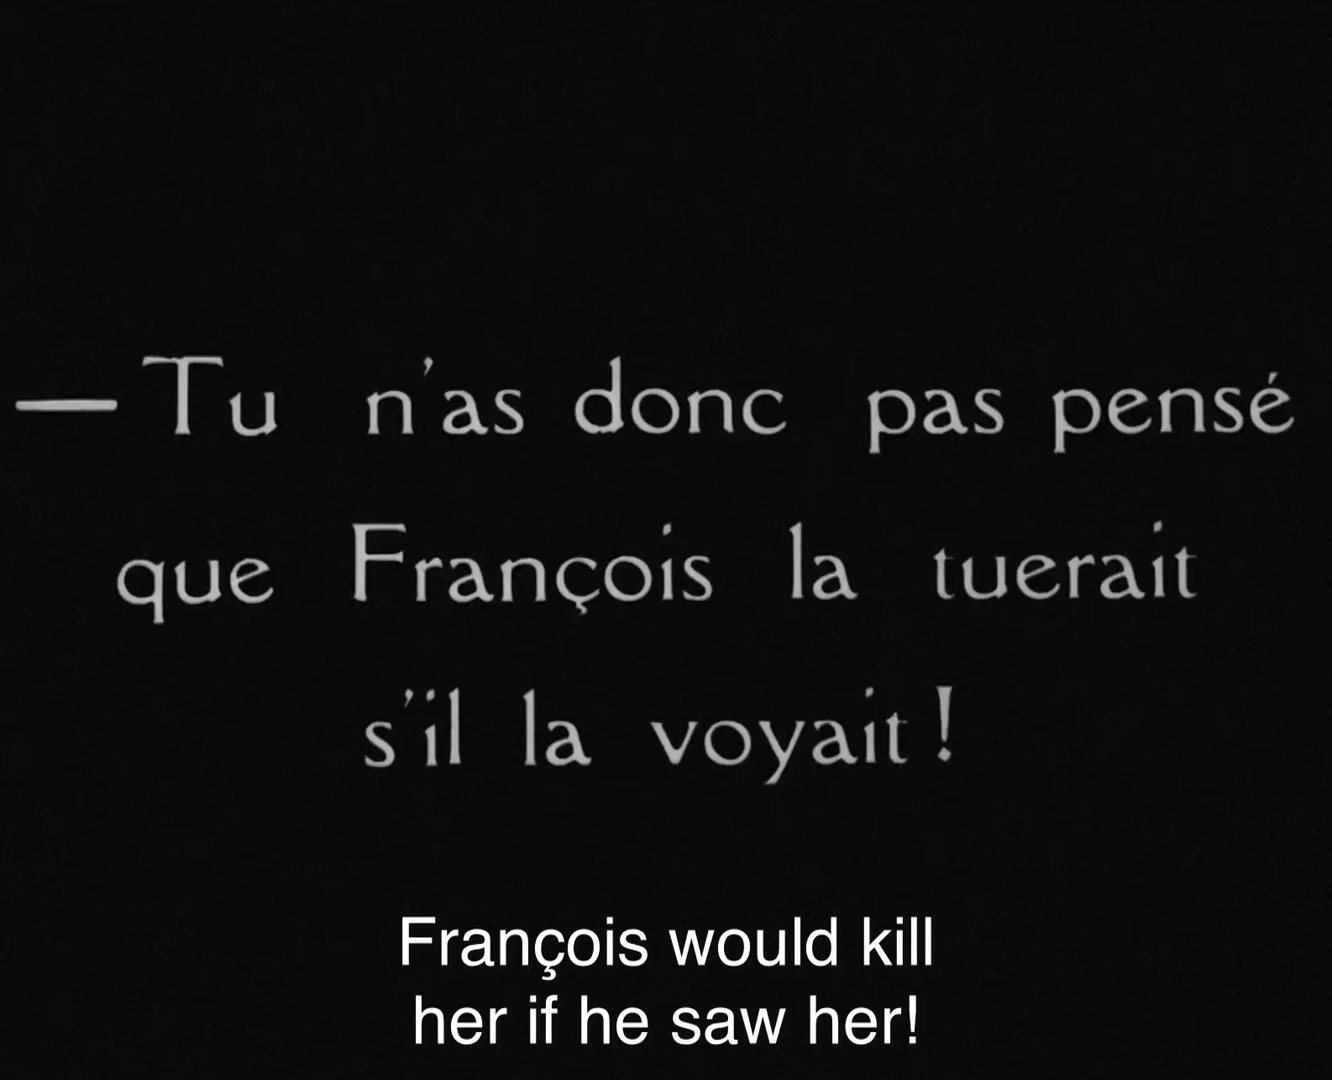 — Tu n'as donc pas pensé
que François la tuerait
s'il la voyait !
François would kill
her if he saw her!